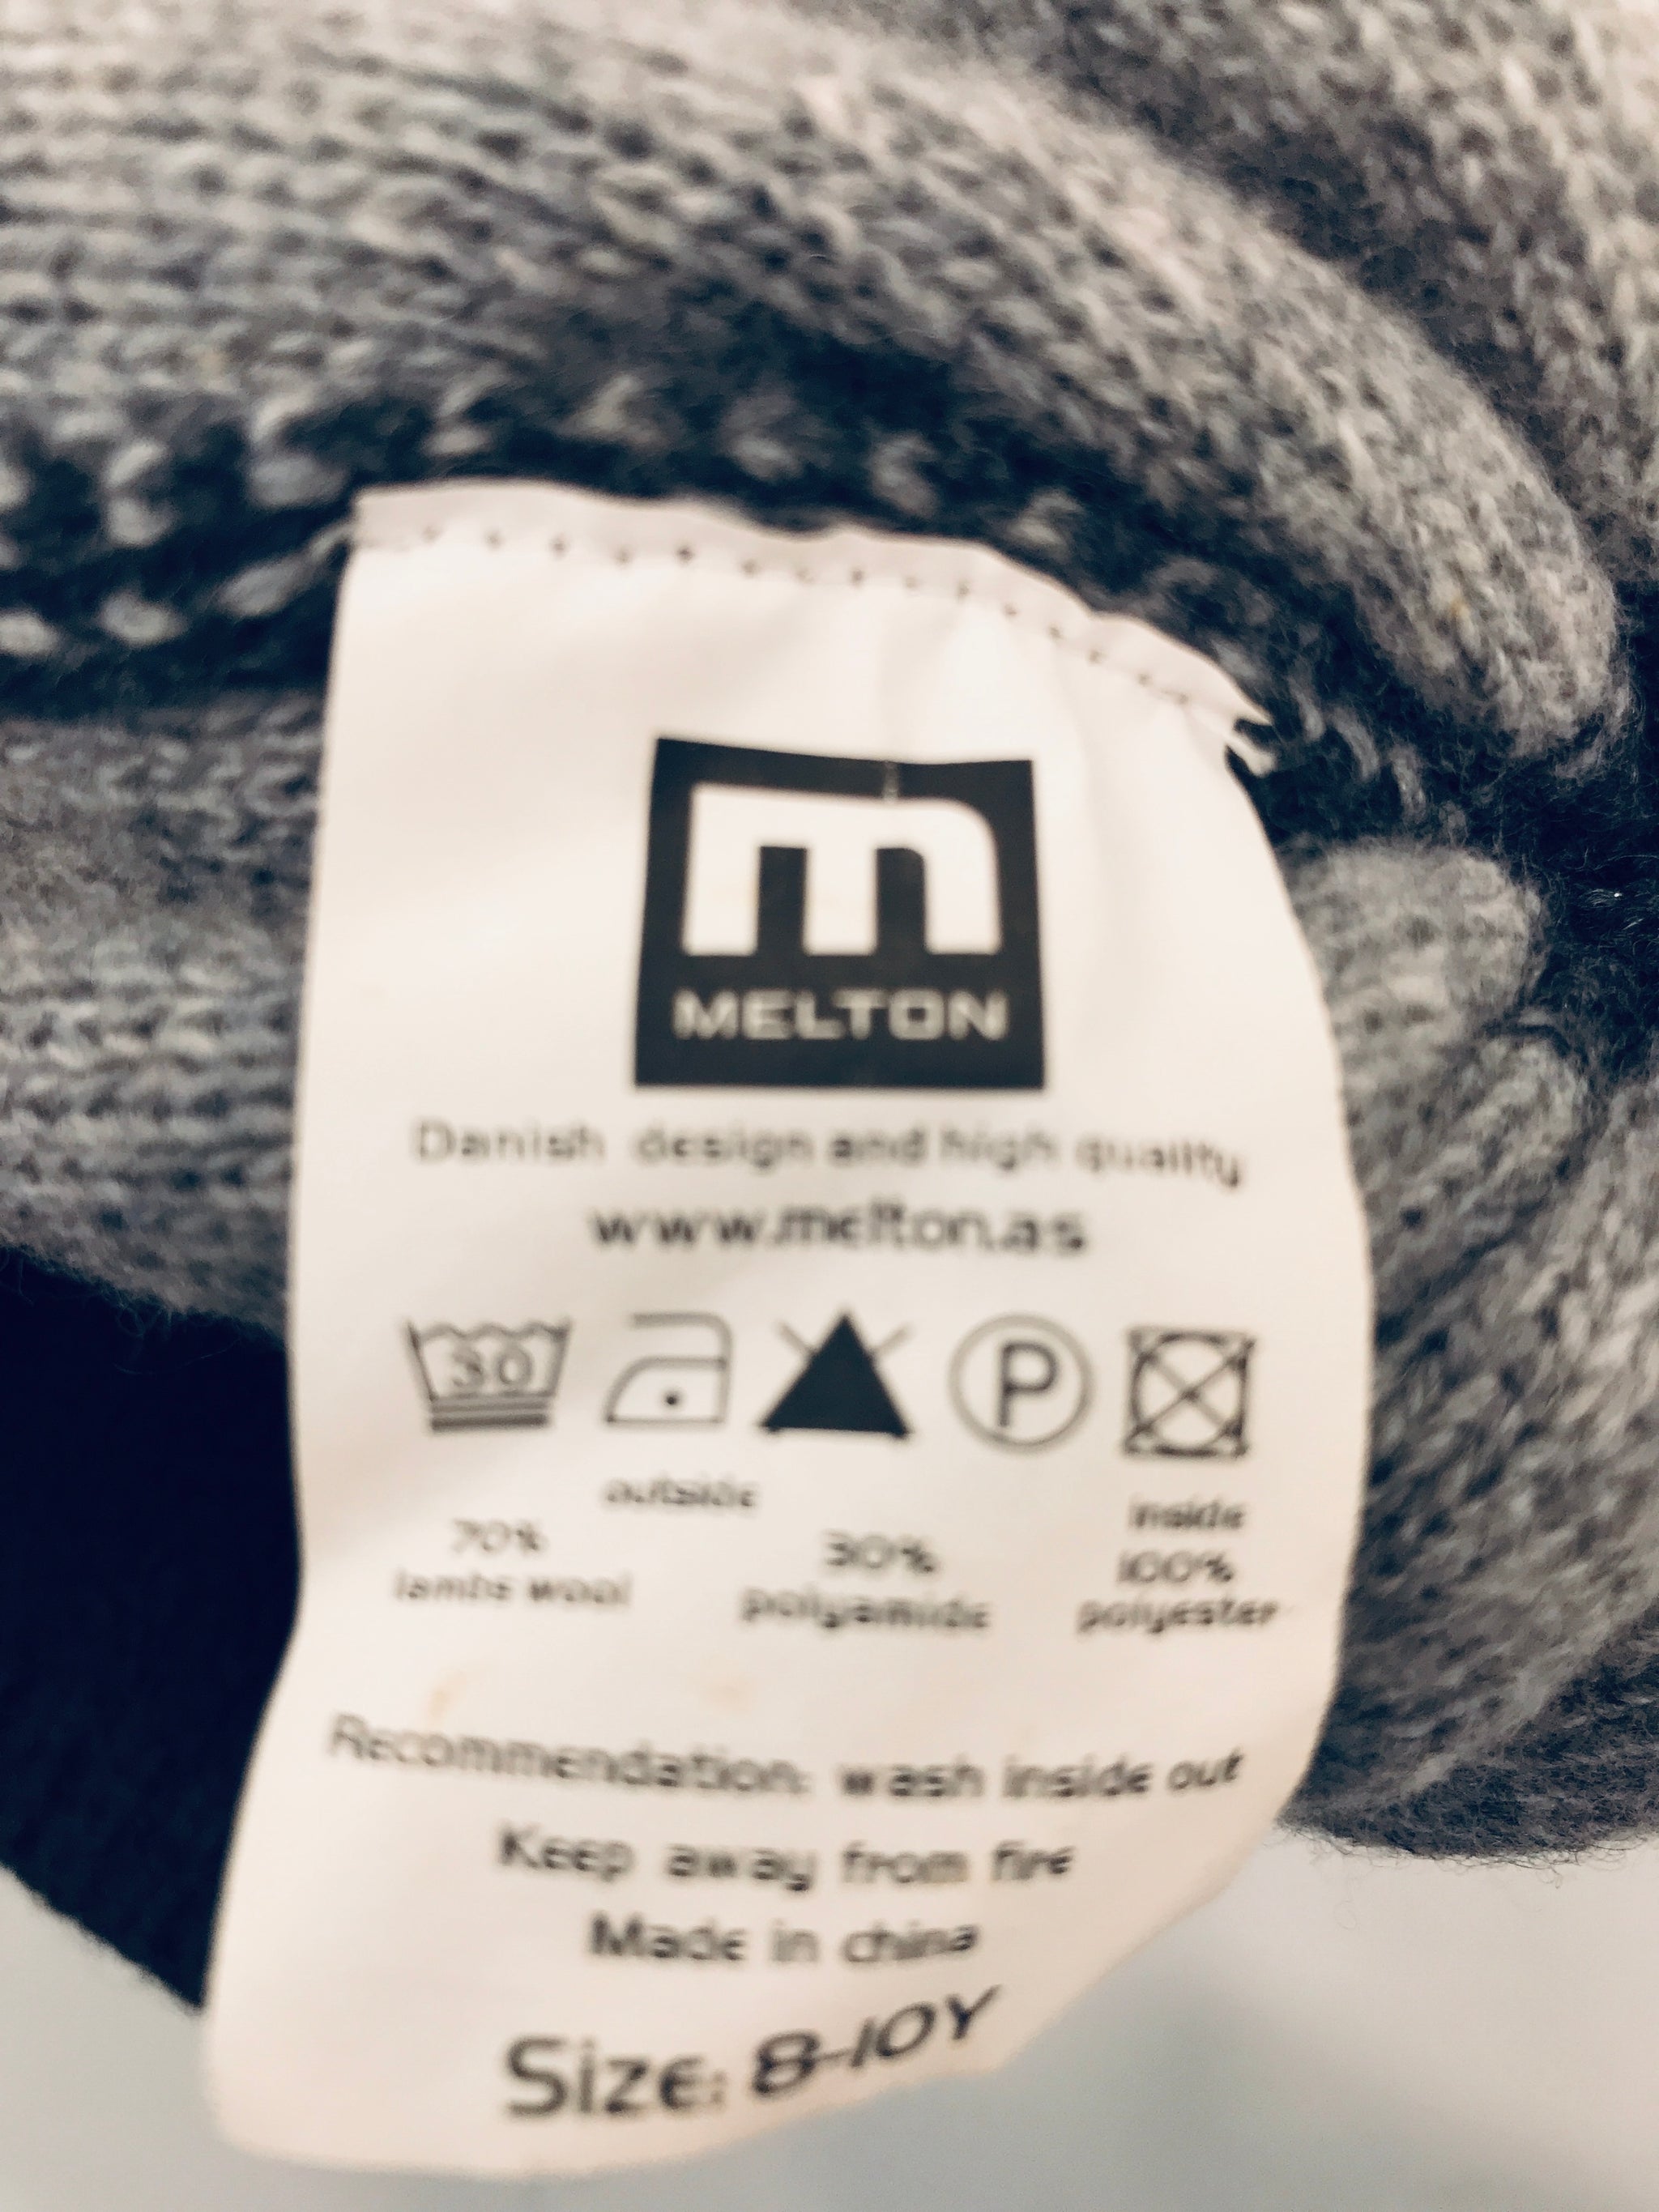 m
MELTON
Danish design and high quality
www.melton.as
30
P
outside
inside
70%
30%
100%
lambs wool
polyamide
polyester
Recommendation: wash inside out
Keep away from fire
Made in china
Size: 8-10Y